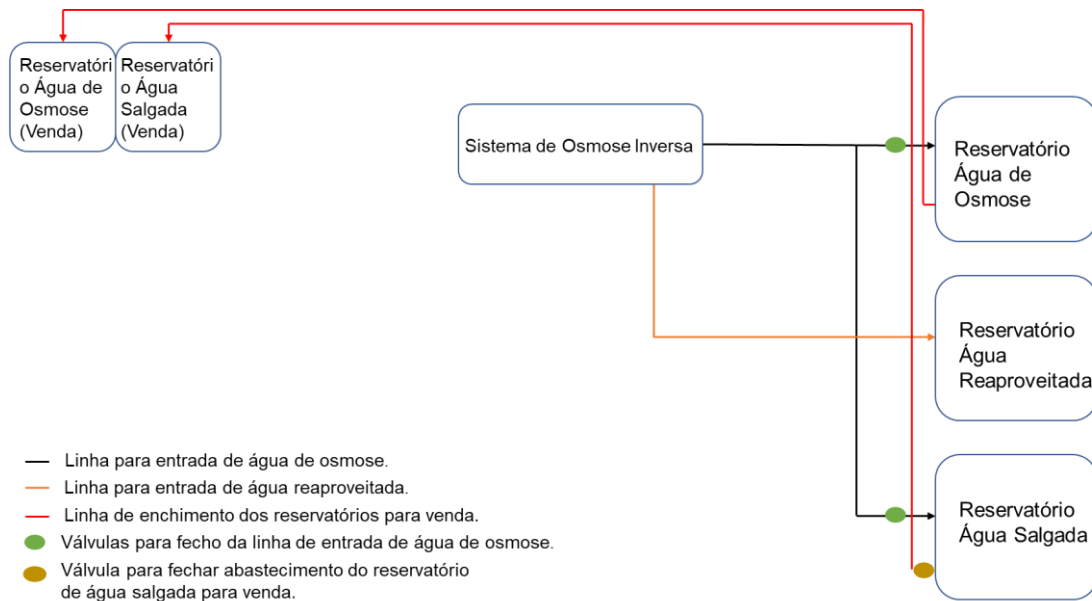 Reservatóri
o Água de
Osmose
(Venda)
Reservatóri
o Água
Salgada
(Venda)
Sistema de Osmose Inversa
Reservatório
Água de
Osmose
Reservatório
Água
Reaproveitada
Reservatório
Água Salgada
Linha para entrada de água de osmose.
Linha para entrada de água reaproveitada.
Linha de enchimento dos reservatórios para venda.
Válvulas para fecho da linha de entrada de água de osmose.
Válvula para fechar abastecimento do reservatório
de água salgada para venda.